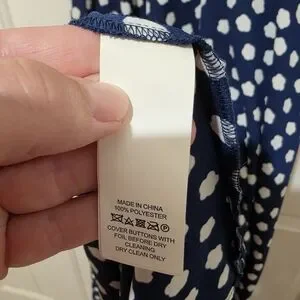 MADE IN CHINA
100% POLYESTER
COVER BUTTONS WITH
FOIL BEFORE DRY
CLEANING
DRY CLEAN ONLY